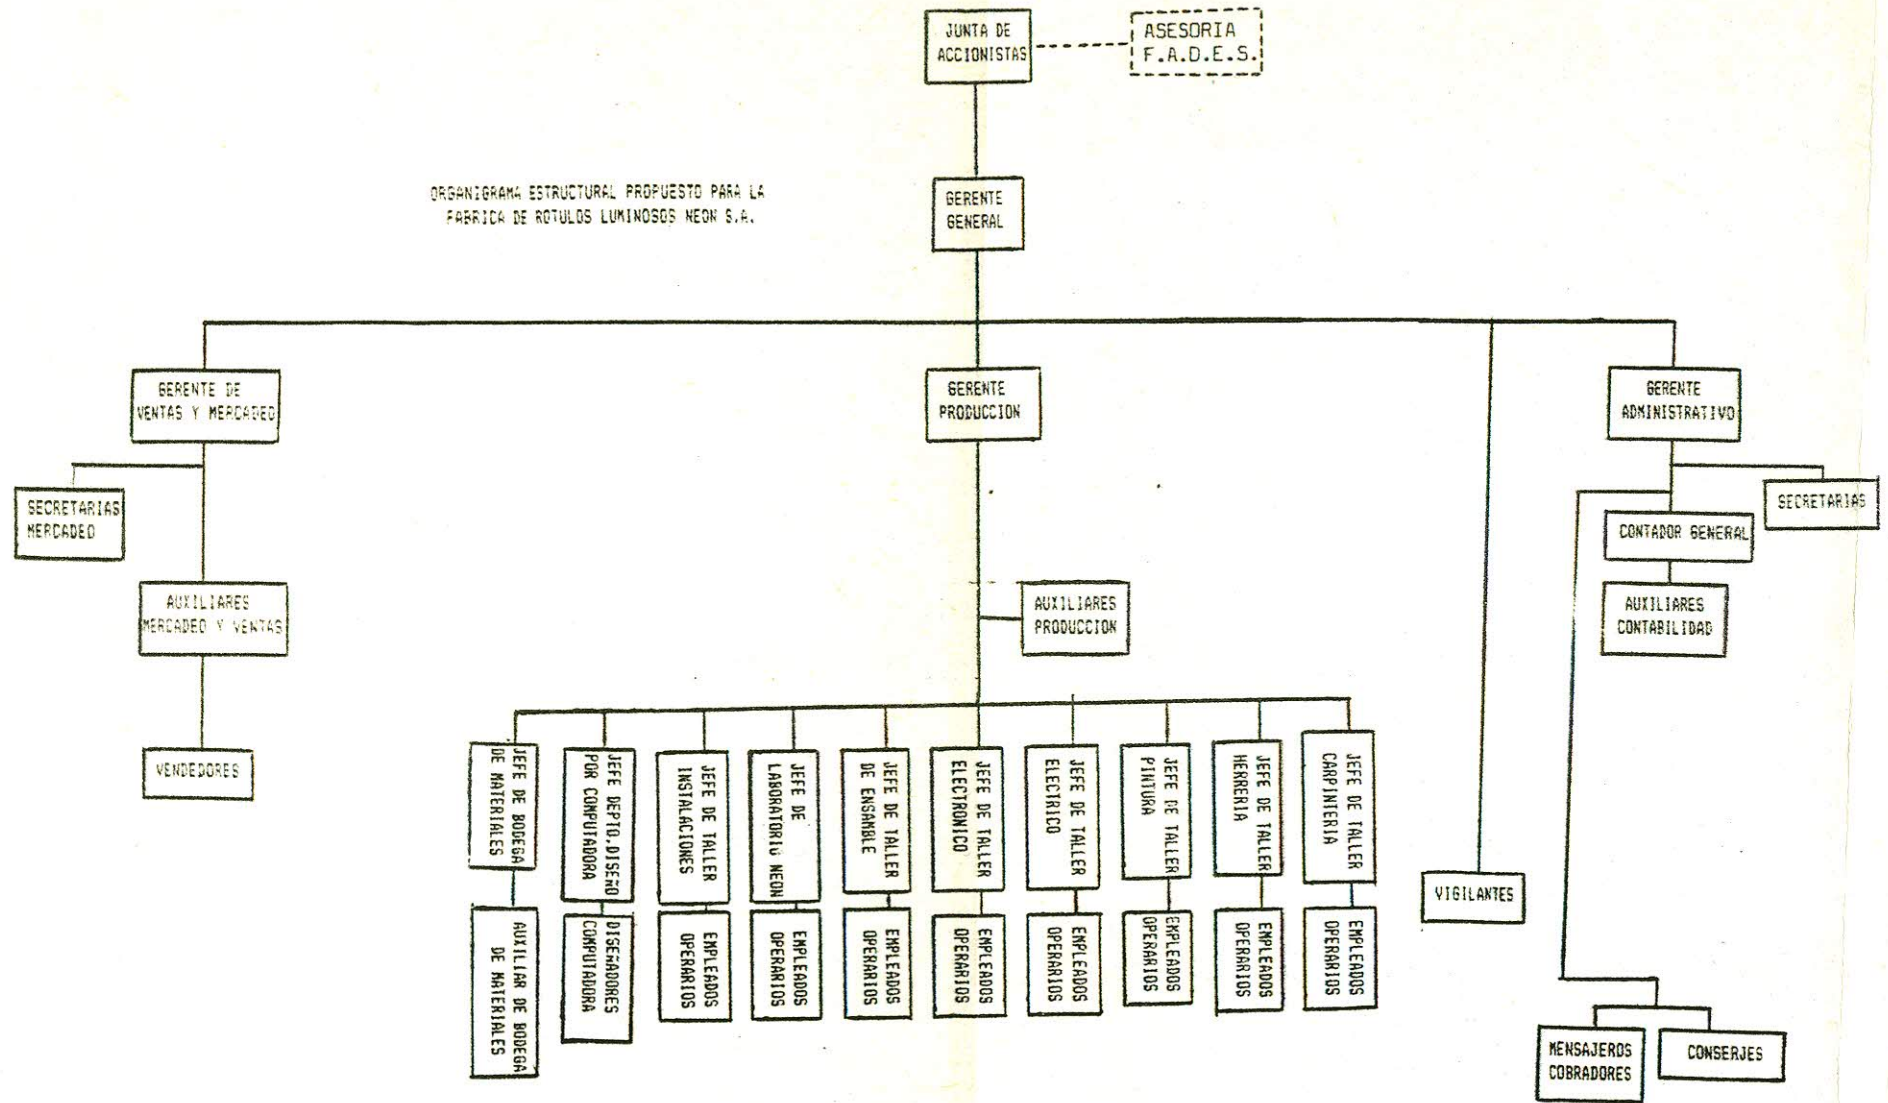 JUNTA DE
ACCIONISTAS
ASESORIA
F.A.D.E.S.
ORGANIGRAMA ESTRUCTURAL PROPUESTO PARA LA
FABRICA DE ROTULOS LUMINOSOS NEON S.A.
GERENTE
GENERAL
GERENTE DE
VENTAS Y MERCADEO
GERENTE
PRODUCCION
GERENTE
ADMINISTRATIVO
SECRETARIAS
MERCADEO
SECRETARIAS
CONTADOR GENERAL
AUXILIARES
MERCADEO Y VENTAS
AUXILIARES
PRODUCCION
AUXILIARES
CONTABILIDAD
VENDEDORES
JEFE DE BODEGA
DE MATERIALES
JEFE DEPTO.DISEÑO
POR COMPUTADORA
JEFE DE TALLER
INSTALACIONES
JEFE DE
LABORATORIO NEON
JEFE DE TALLER
DE ENSAMBLE
JEFE DE TALLER
ELECTRONICO
JEFE DE TALLER
ELECTRICO
JEFE DE TALLER
PINTURA
JEFE DE TALLER
HERRERIA
JEFE DE TALLER
CARPINTERIA
VIGILANTES
AUXILIAR DE BODEGA
DE MATERIALES
DISEÑADORES
COMPUTADORA
EMPLEADOS
OPERARIOS
EMPLEADOS
OPERARIOS
EMPLEADOS
OPERARIOS
EMPLEADOS
OPERARIOS
EMPLEADOS
OPERARIOS
EMPLEADOS
OPERARIOS
EMPLEADOS
OPERARIOS
EMPLEADOS
OPERARIOS
MENSAJEROS
COBRADORES
CONSERJES